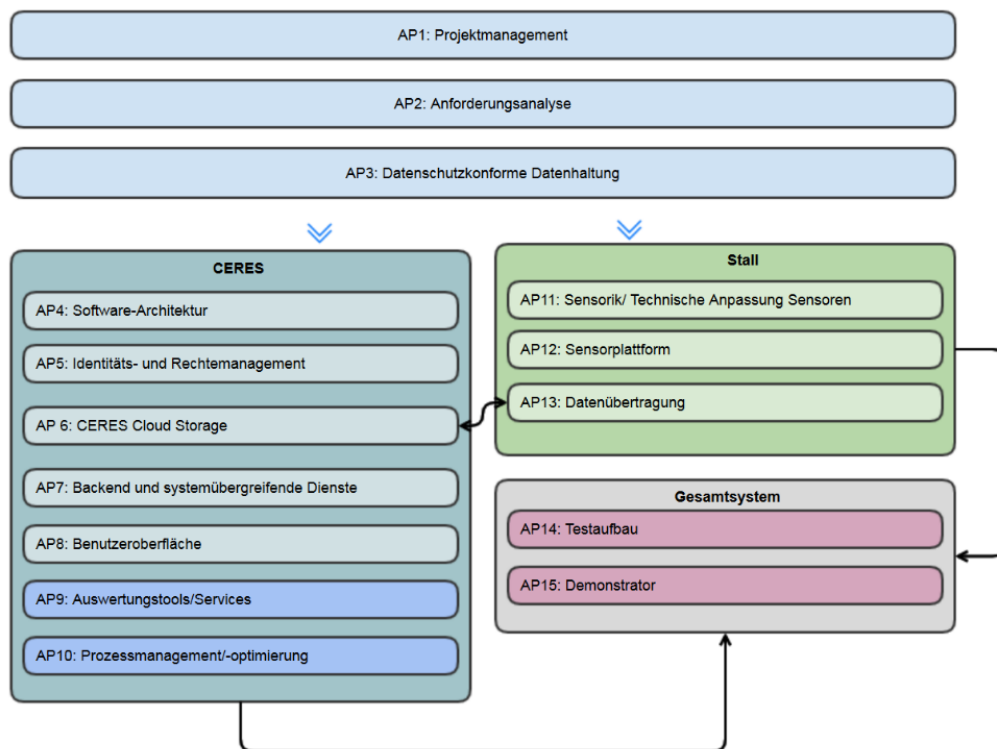 AP1: Projektmanagement
AP2: Anforderungsanalyse
AP3: Datenschutzkonforme Datenhaltung
CERES
AP4: Software-Architektur
AP5: Identitäts- und Rechtemanagement
AP 6: CERES Cloud Storage
AP7: Backend und systemübergreifende Dienste
AP8: Benutzeroberfläche
AP9: Auswertungstools/Services
AP10: Prozessmanagement/-optimierung
Stall
AP11: Sensorik/ Technische Anpassung Sensoren
AP12: Sensorplattform
AP13: Datenübertragung
Gesamtsystem
AP14: Testaufbau
AP15: Demonstrator